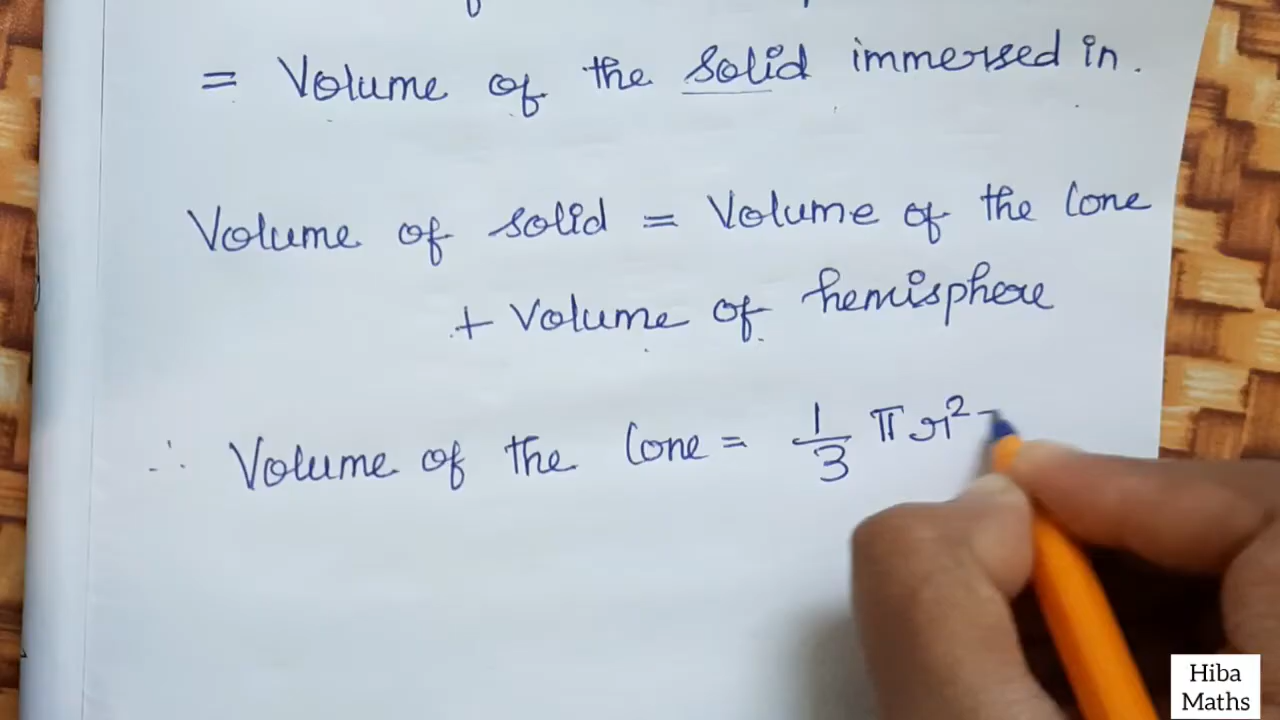 = Volume of the solid immersed in.
Volume of solid = Volume of the Cone
+ Volume of hemisphere
∴ Volume of the Cone = 1/3 πr²
Hiba
Maths